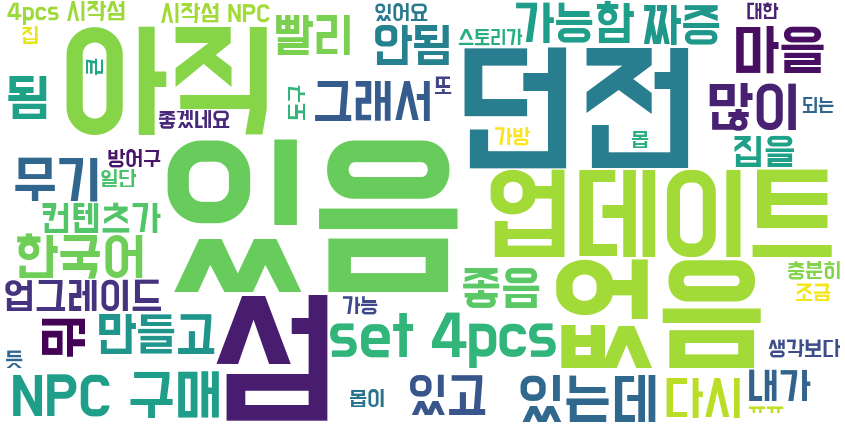 4pcs 시작섬
시작섬 NPC
있어요
대한
집
아직
빨리
안됨
스토리가
가능함
짜증
마을
글
됨
좋겠네요
그래서
또
던전
많이
되는
방어구
가방
몹
집을
무기
일단
있음
업데이트
컨텐츠가
한국어
업그레이드
좋음
충분히
조금
없음
가능
뭐
만들고
섬
set 4pcs
생각보다
듯
NPC 구매
몹이
있고
있는데
다시
내가
ㅠㅠ